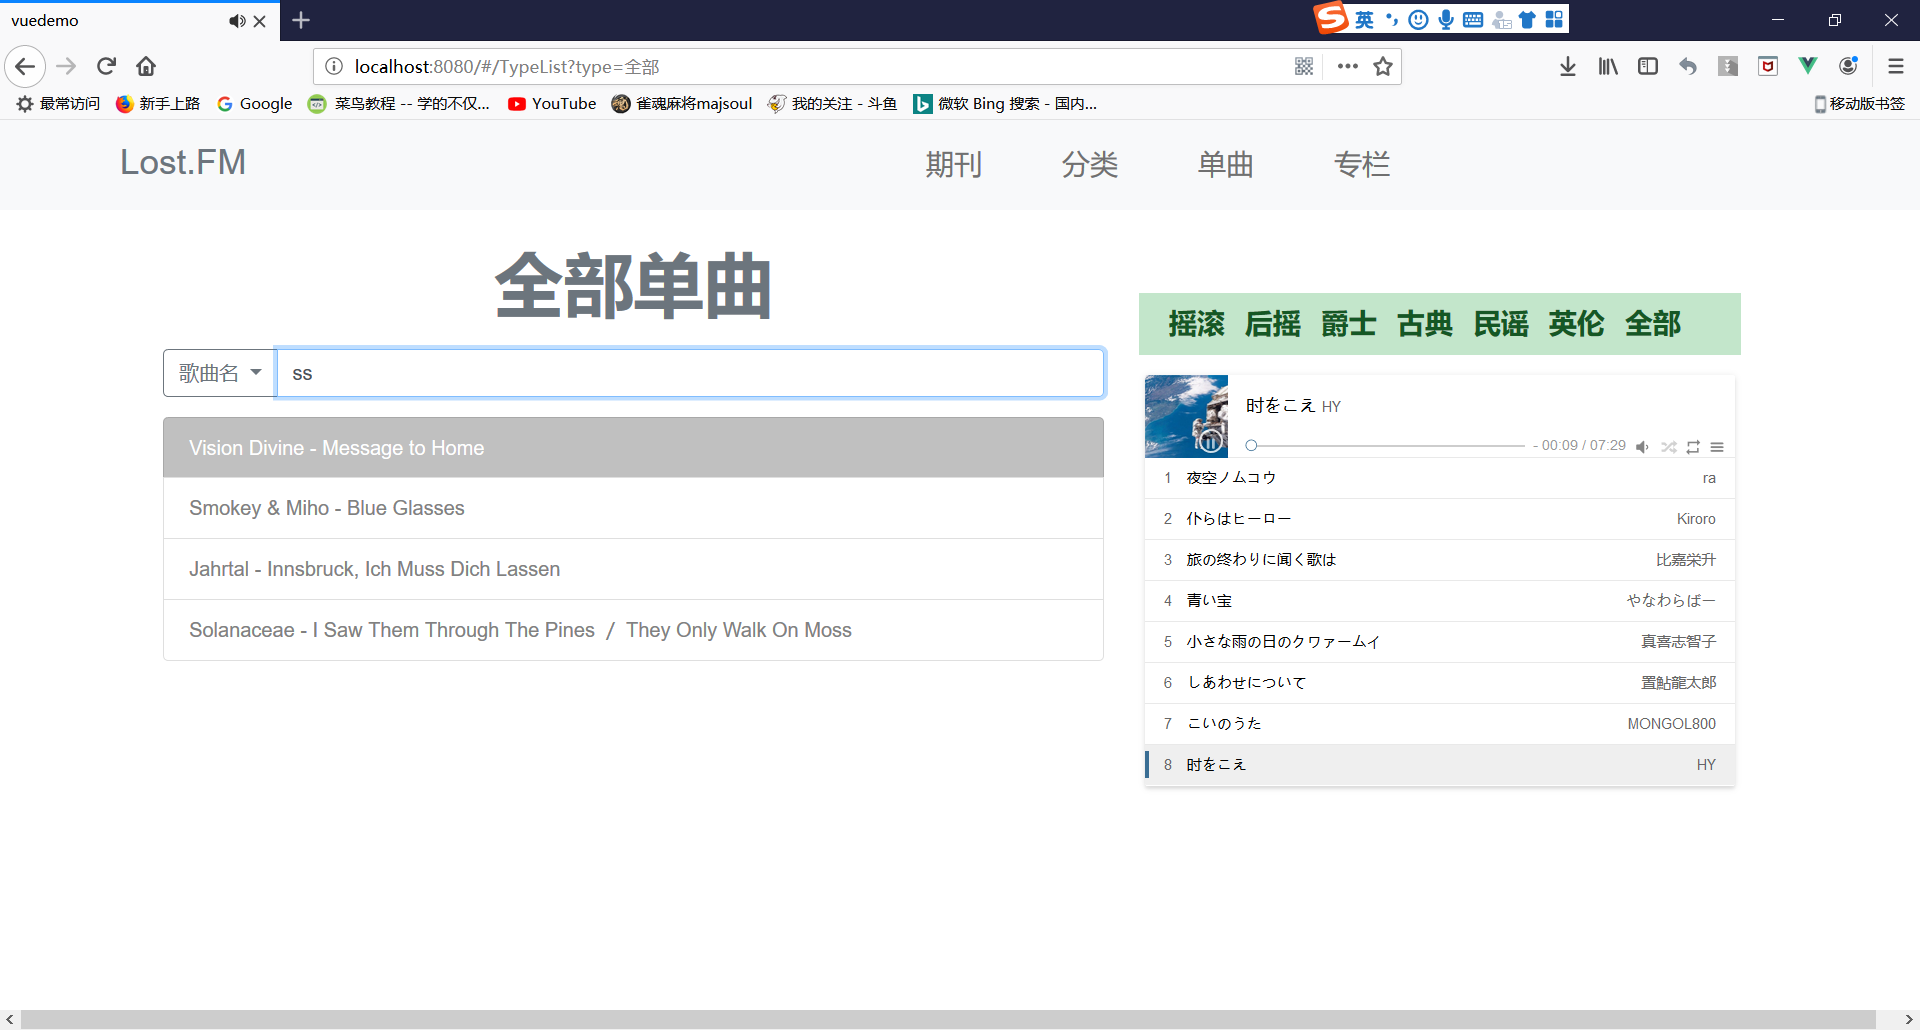 vuedemo
英
localhost:8080/#/TypeList?type=全部
最常访问 新手上路 Google 菜鸟教程 -- 学的不仅... YouTube 雀魂麻将majsoul 我的关注 - 斗鱼 微软 Bing 搜索 - 国内... 移动版书签
Lost.FM 期刊 分类 单曲 专栏
全部单曲
歌曲名 ss
Vision Divine - Message to Home
Smokey & Miho - Blue Glasses
Jahrtal - Innsbruck, Ich Muss Dich Lassen
Solanaceae - I Saw Them Through The Pines / They Only Walk On Moss
摇滚 后摇 爵士 古典 民谣 英伦 全部
时をこえ HY
- 00:09 / 07:29
1 夜空ノムコウ ra
2 仆らはヒーロー Kiroro
3 旅の终わりに闻く歌は 比嘉栄升
4 青い宝 やなわらばー
5 小さな雨の日のクワァームイ 真喜志智子
6 しあわせについて 置鮎龍太郎
7 こいのうた MONGOL800
8 时をこえ HY